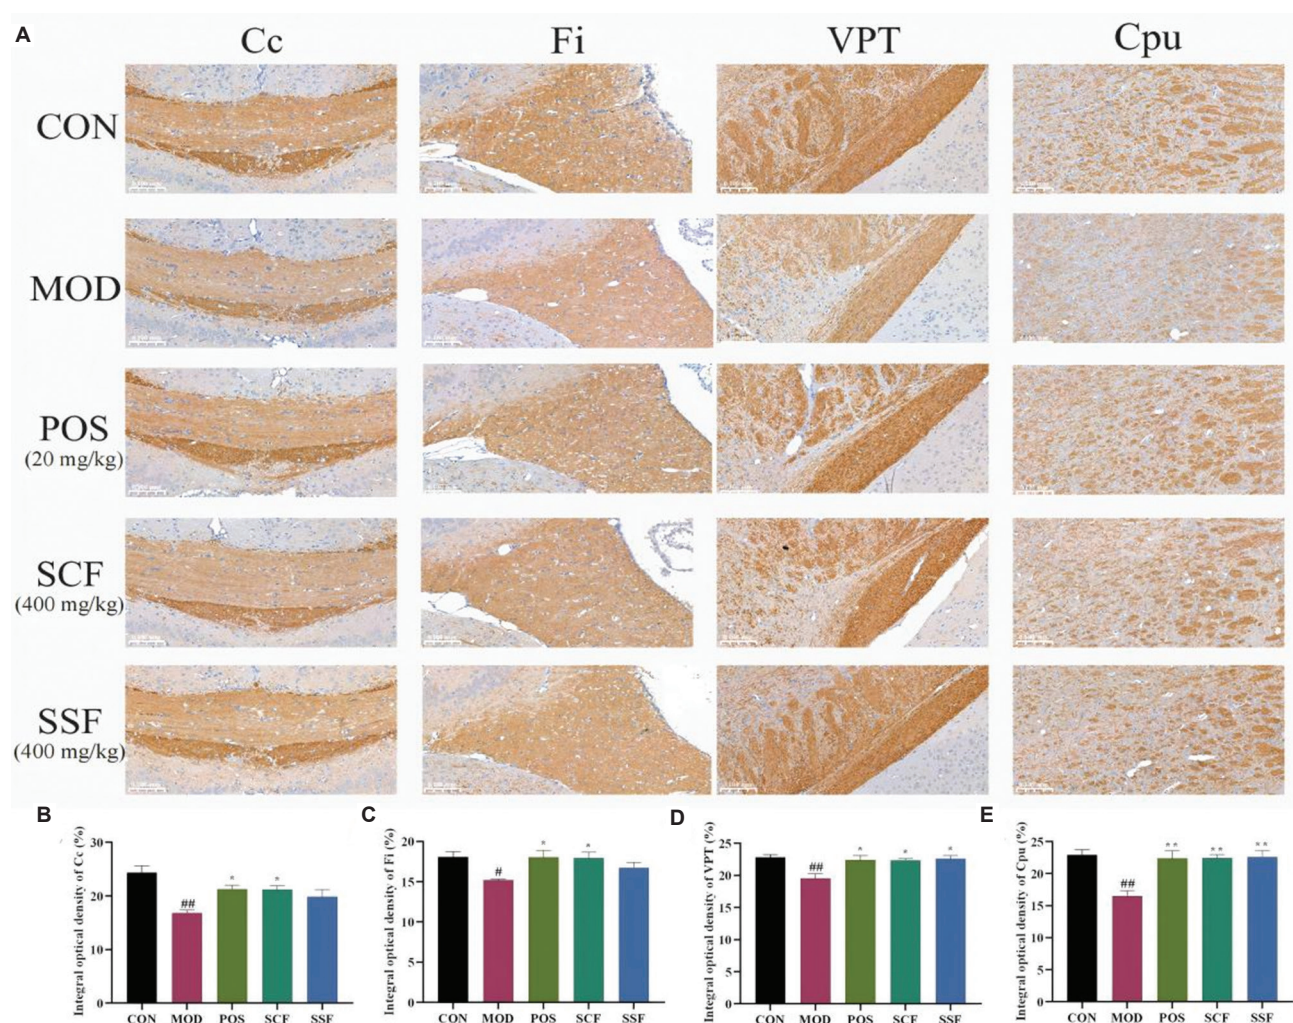 A
Cc Fi VPT Cpu
CON
MOD
POS
(20 mg/kg)
SCF
(400 mg/kg)
SSF
(400 mg/kg)
B
Integral optical density of Cc (%)
30
20
10
0
##
*
*
CON MOD POS SCF SSF
C
Integral optical density of Fi (%)
20
15
10
5
0
#
*
*
CON MOD POS SCF SSF
D
Integral optical density of VPT (%)
25
20
15
10
5
0
##
*
*
*
CON MOD POS SCF SSF
E
Integral optical density of Cpu (%)
25
20
15
10
5
0
##
**
**
**
CON MOD POS SCF SSF